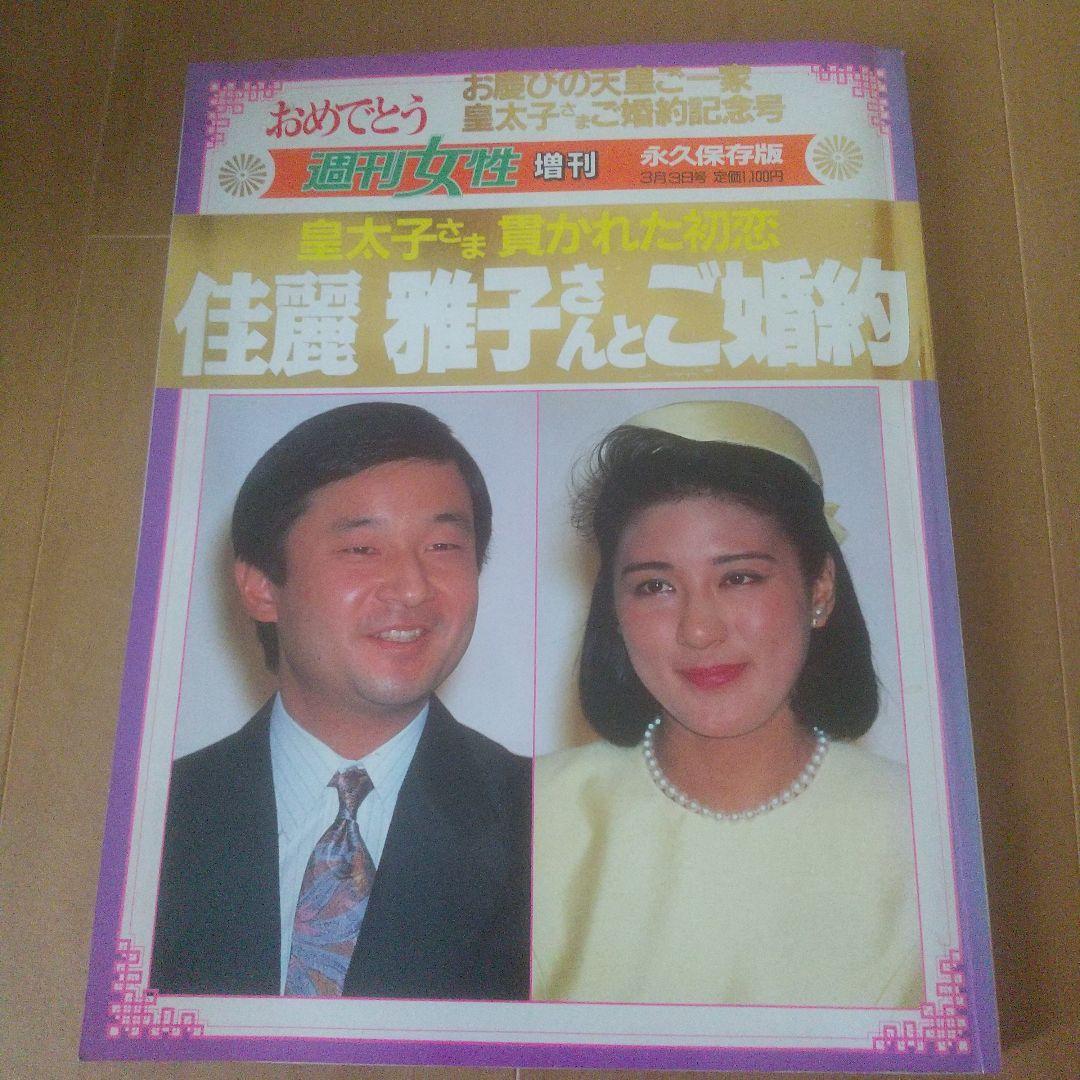 おめでとう
お慶びの天皇ご一家
皇太子さまご婚約記念号
週刊女性 増刊
永久保存版
3月3日号 定価1,100円
皇太子さま 貫かれた初恋
佳麗 雅子さんとご婚約